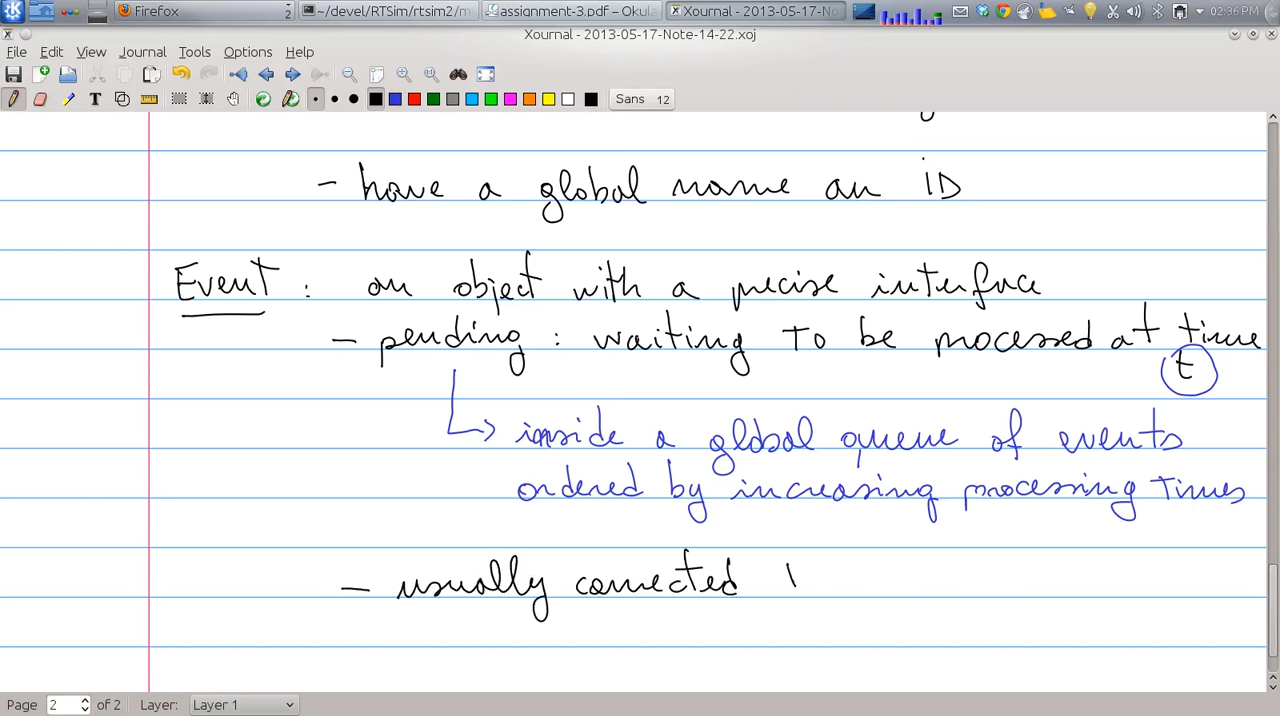 Firefox
2
~/devel/RTSim/rtsim2/m
assignment-3.pdf – Okula
Xournal - 2013-05-17-No
02:36 PM
Xournal - 2013-05-17-Note-14-22.xoj
File Edit View Journal Tools Options Help
Sans 12
- have a global name an ID
Event : an object with a precise interface
- pending : waiting to be processed at time
t
inside a global queue of events
ordered by increasing processing times
- usually connected
Page 2 of 2 Layer: Layer 1